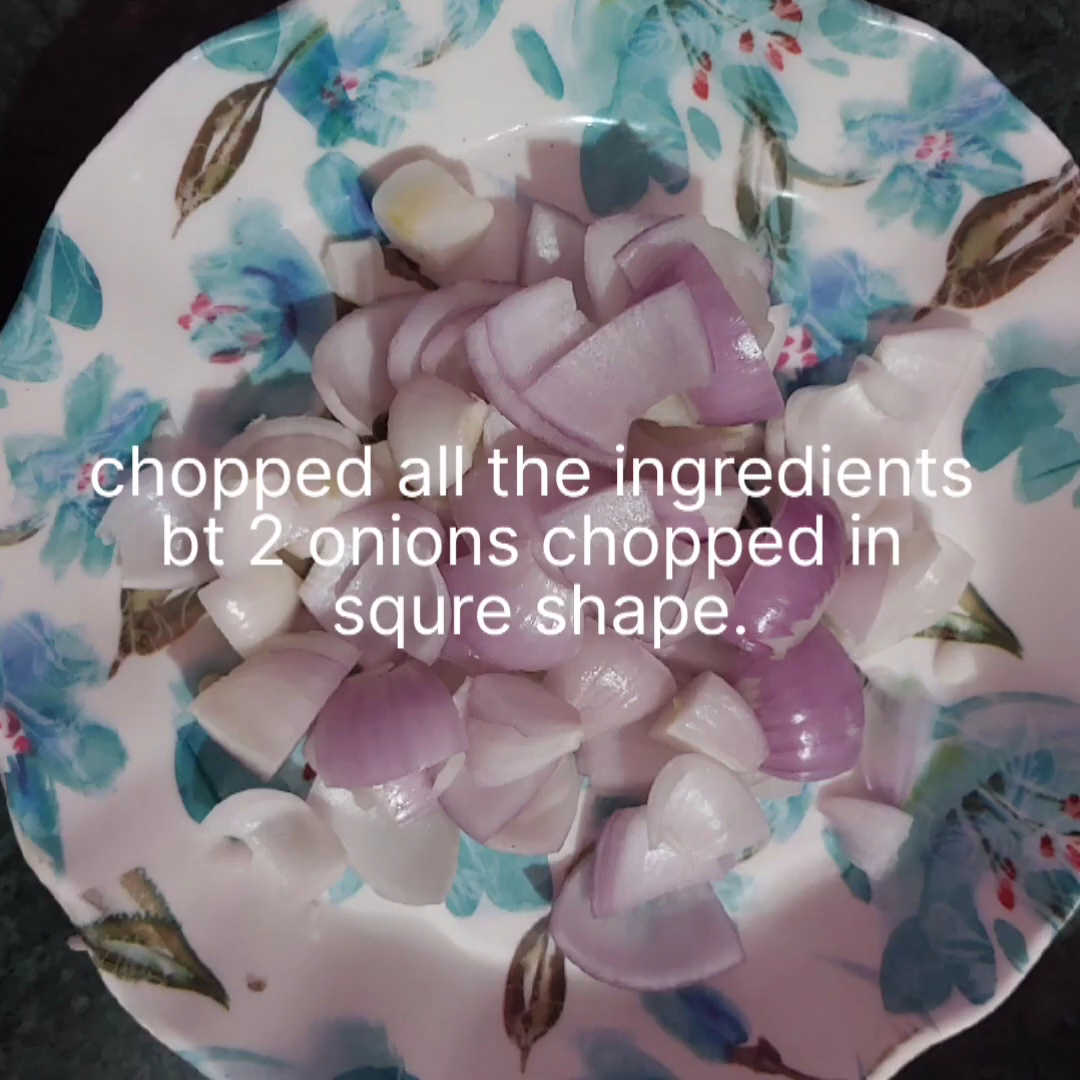 chopped all the ingredients
bt 2 onions chopped in
squre shape.